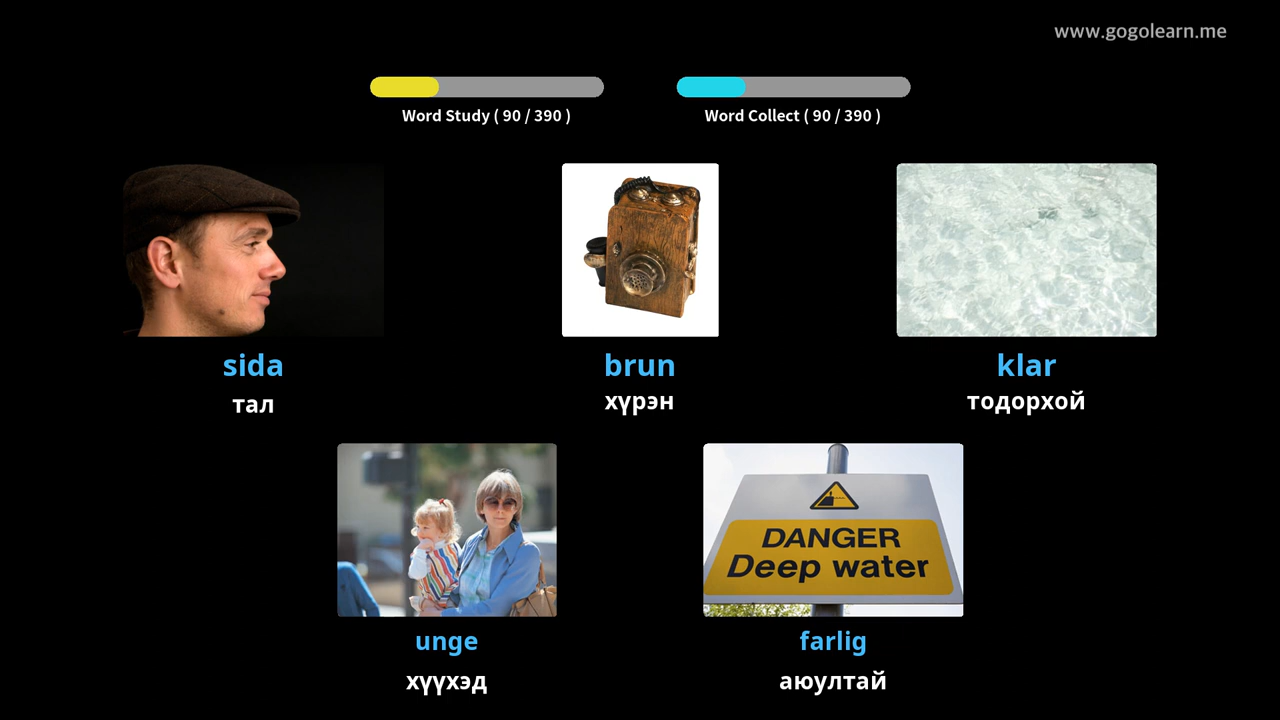 www.gogolearn.me
Word Study ( 90 / 390 )
Word Collect ( 90 / 390 )
sida
тал
brun
хүрэн
klar
тодорхой
DANGER
Deep water
unge
хүүхэд
farlig
аюултай